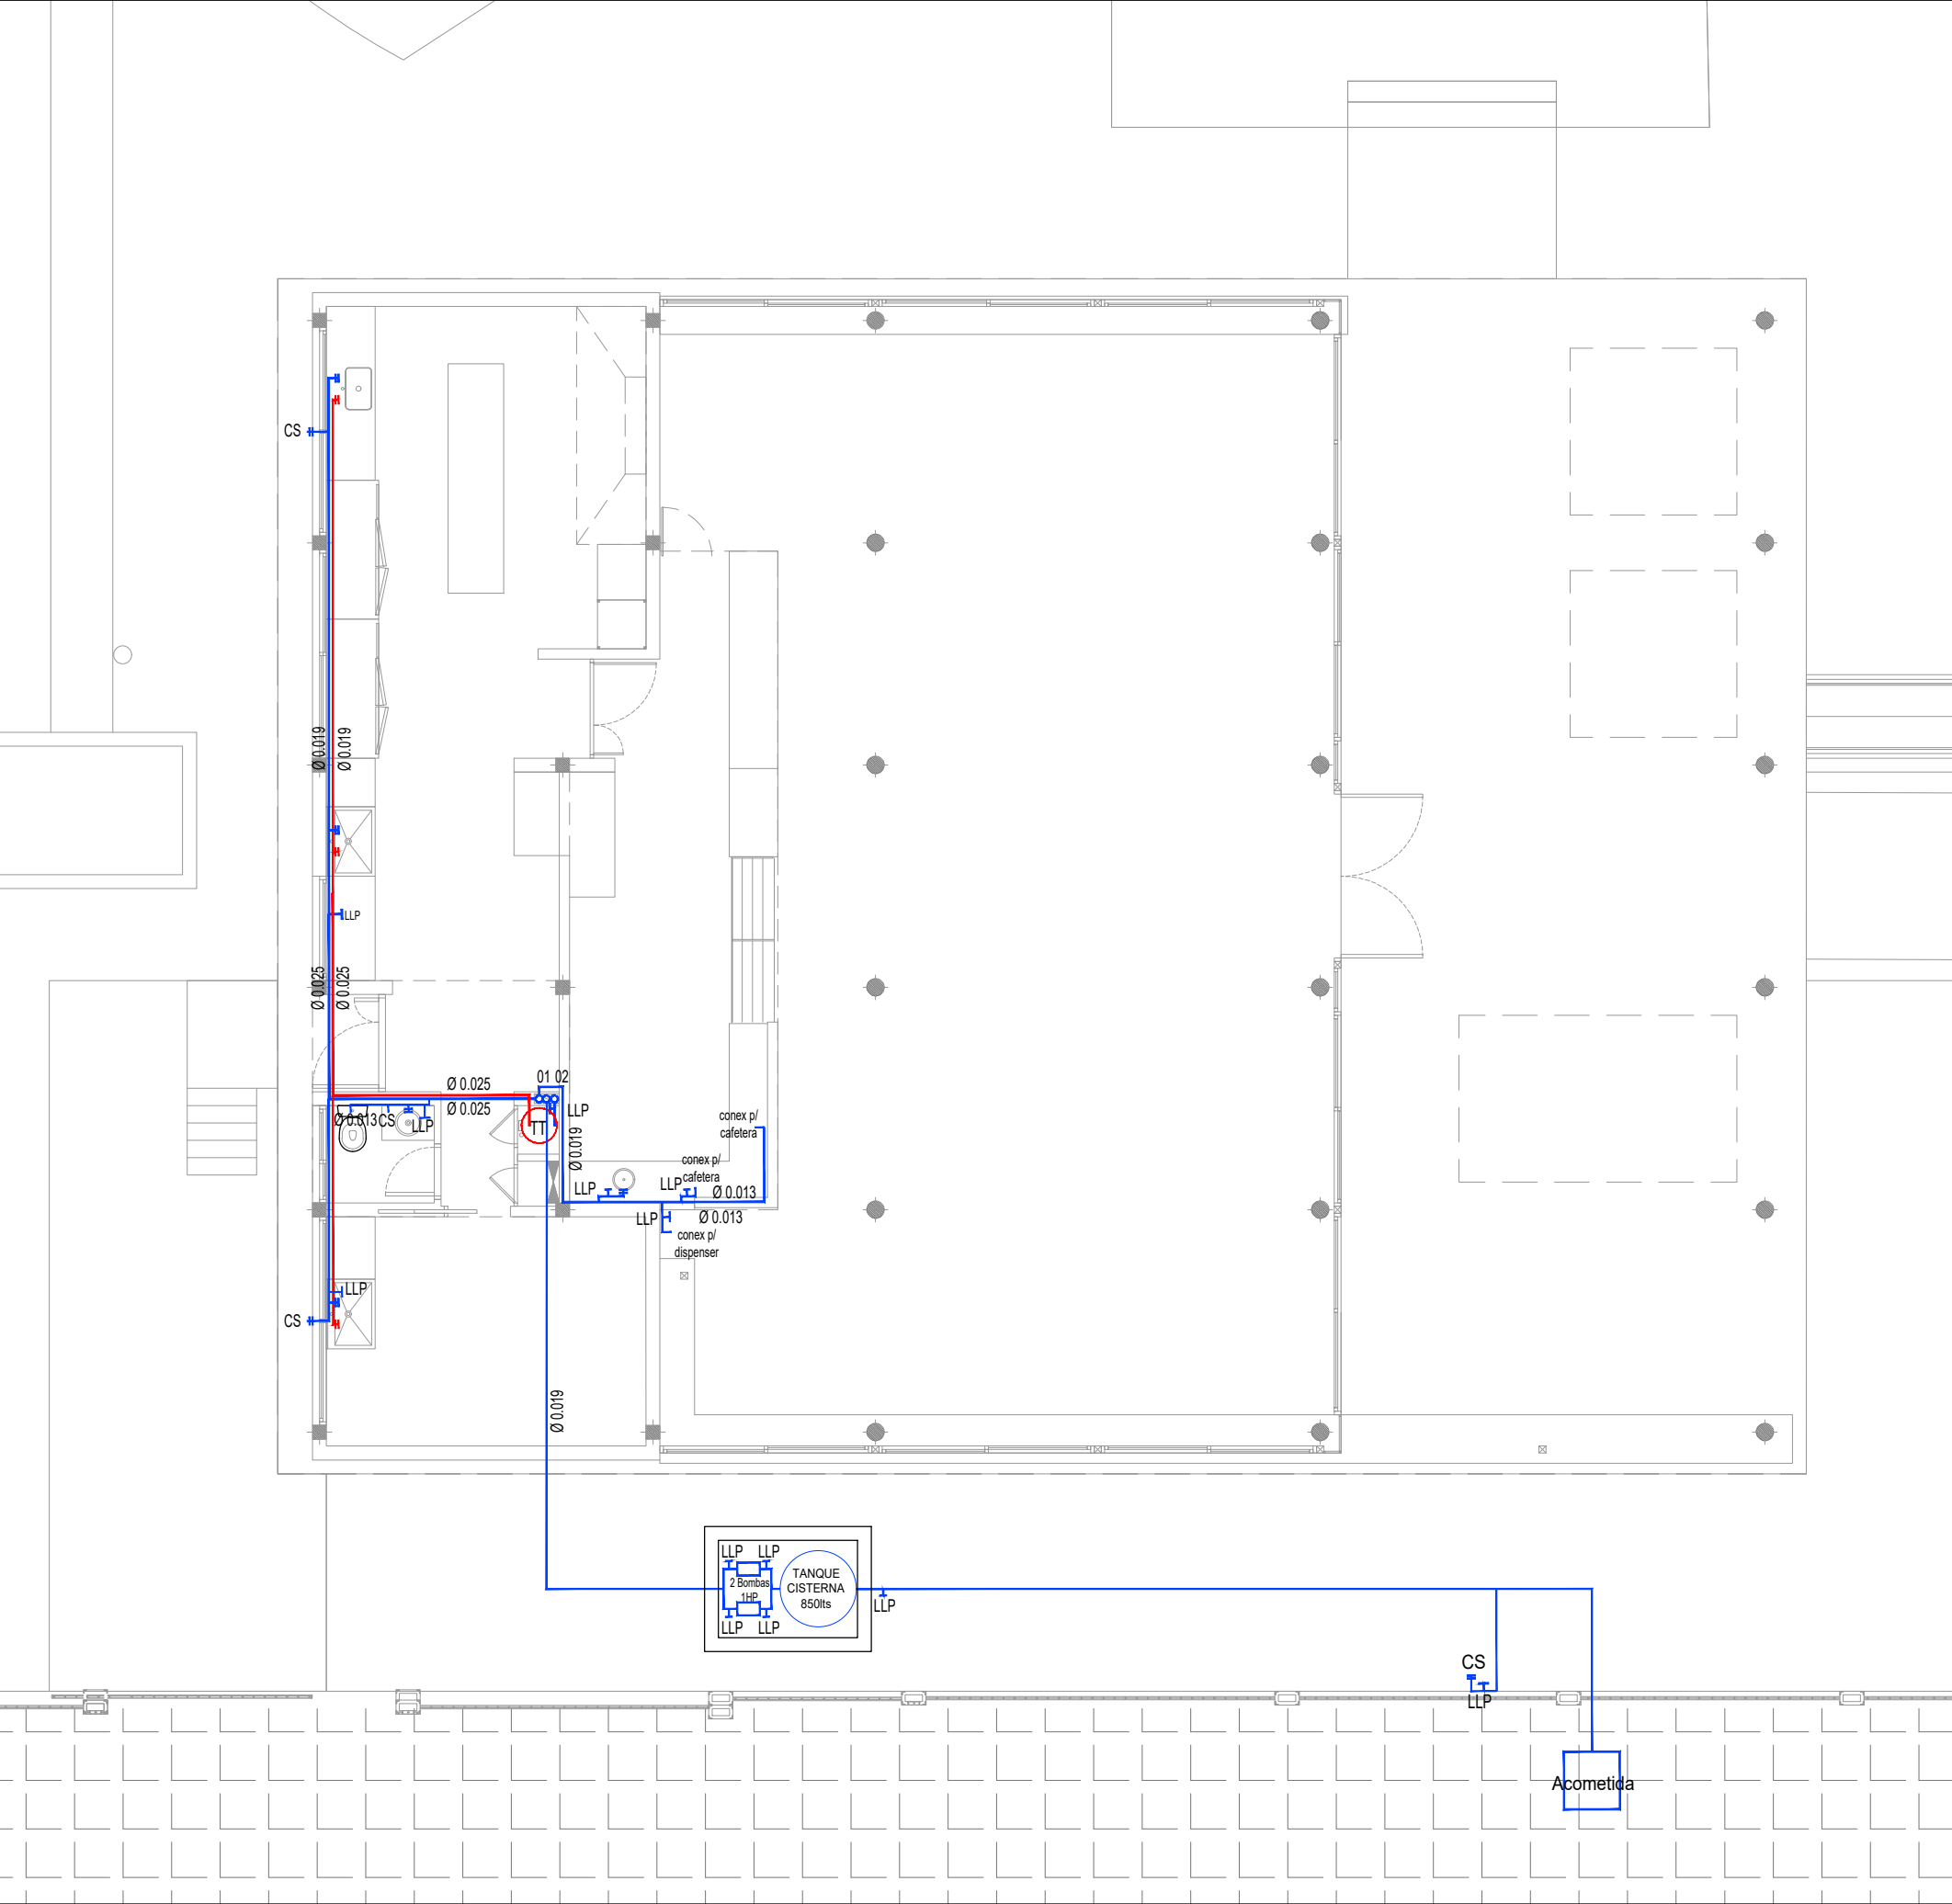 CS
Ø 0.019
Ø 0.019
LLP
Ø 0.025
Ø 0.025
01 02
Ø 0.025
Ø 0.025
LLP
Ø 0.013
CS
LLP
TT
Ø 0.019
conex p/
cafetera
conex p/
cafetera
LLP
LLP
Ø 0.013
LLP
Ø 0.013
conex p/
dispenser
LLP
CS
Ø 0.019
LLP
LLP
2 Bombas
1HP
LLP
LLP
TANQUE
CISTERNA
850lts
LLP
CS
LLP
Acometida